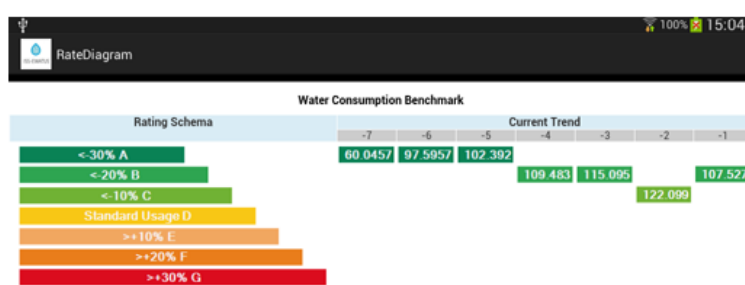 100% 15:04
RateDiagram
Water Consumption Benchmark
Rating Schema Current Trend
-7 -6 -5 -4 -3 -2 -1
<-30% A 60.0457 97.5957 102.392
<-20% B 109.483 115.095 107.527
<-10% C 122.099
Standard Usage D
>+10% E
>+20% F
>+30% G